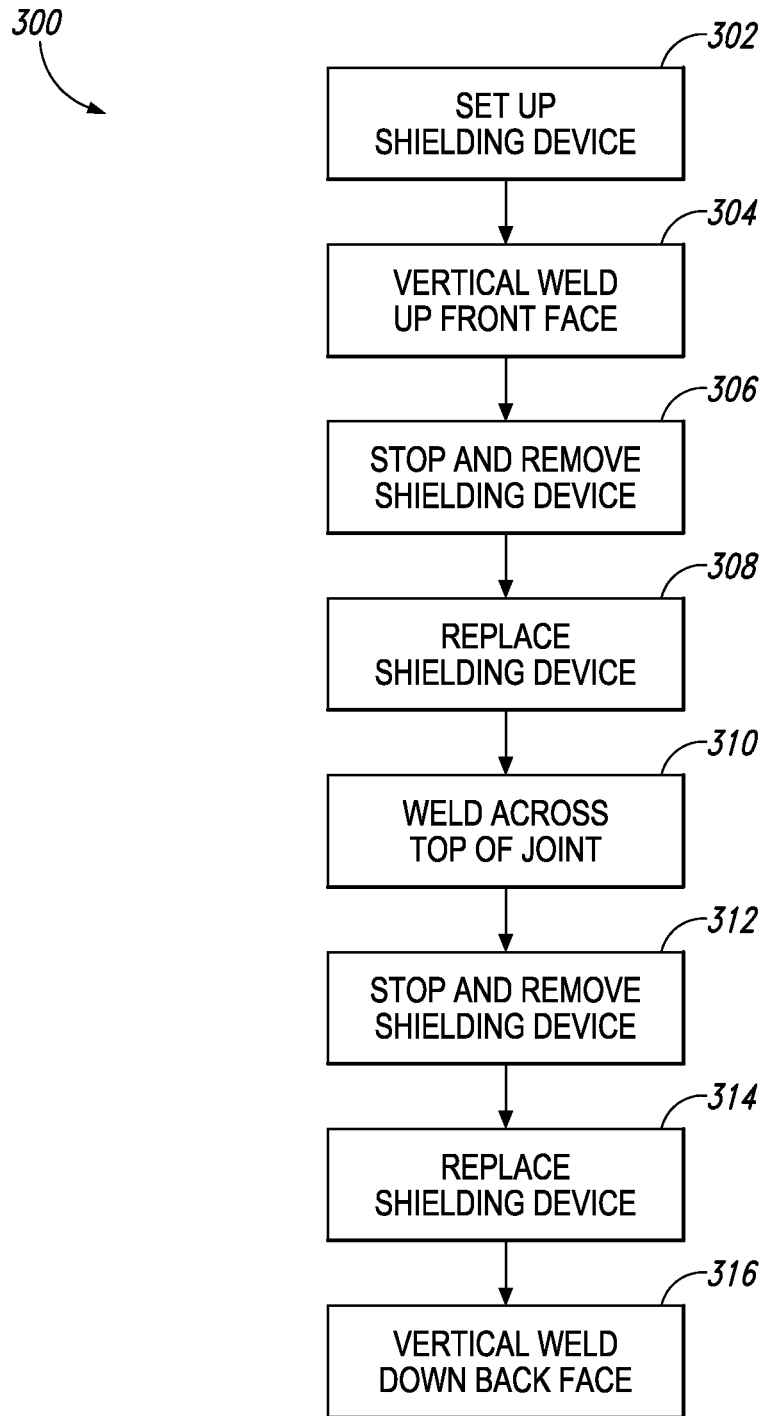 300
302
SET UP
SHIELDING DEVICE
304
VERTICAL WELD
UP FRONT FACE
306
STOP AND REMOVE
SHIELDING DEVICE
308
REPLACE
SHIELDING DEVICE
310
WELD ACROSS
TOP OF JOINT
312
STOP AND REMOVE
SHIELDING DEVICE
314
REPLACE
SHIELDING DEVICE
316
VERTICAL WELD
DOWN BACK FACE